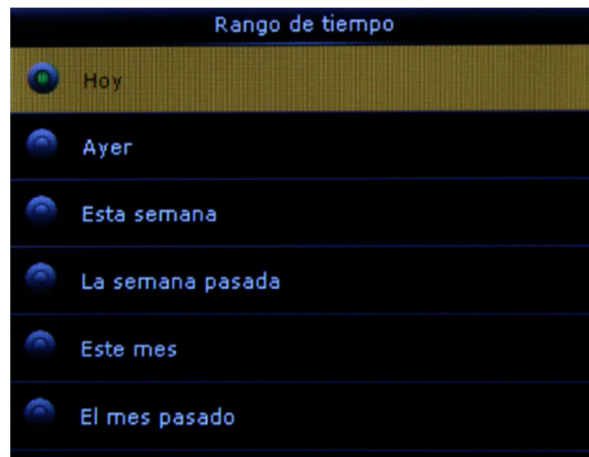 Rango de tiempo
Hoy
Ayer
Esta semana
La semana pasada
Este mes
El mes pasado